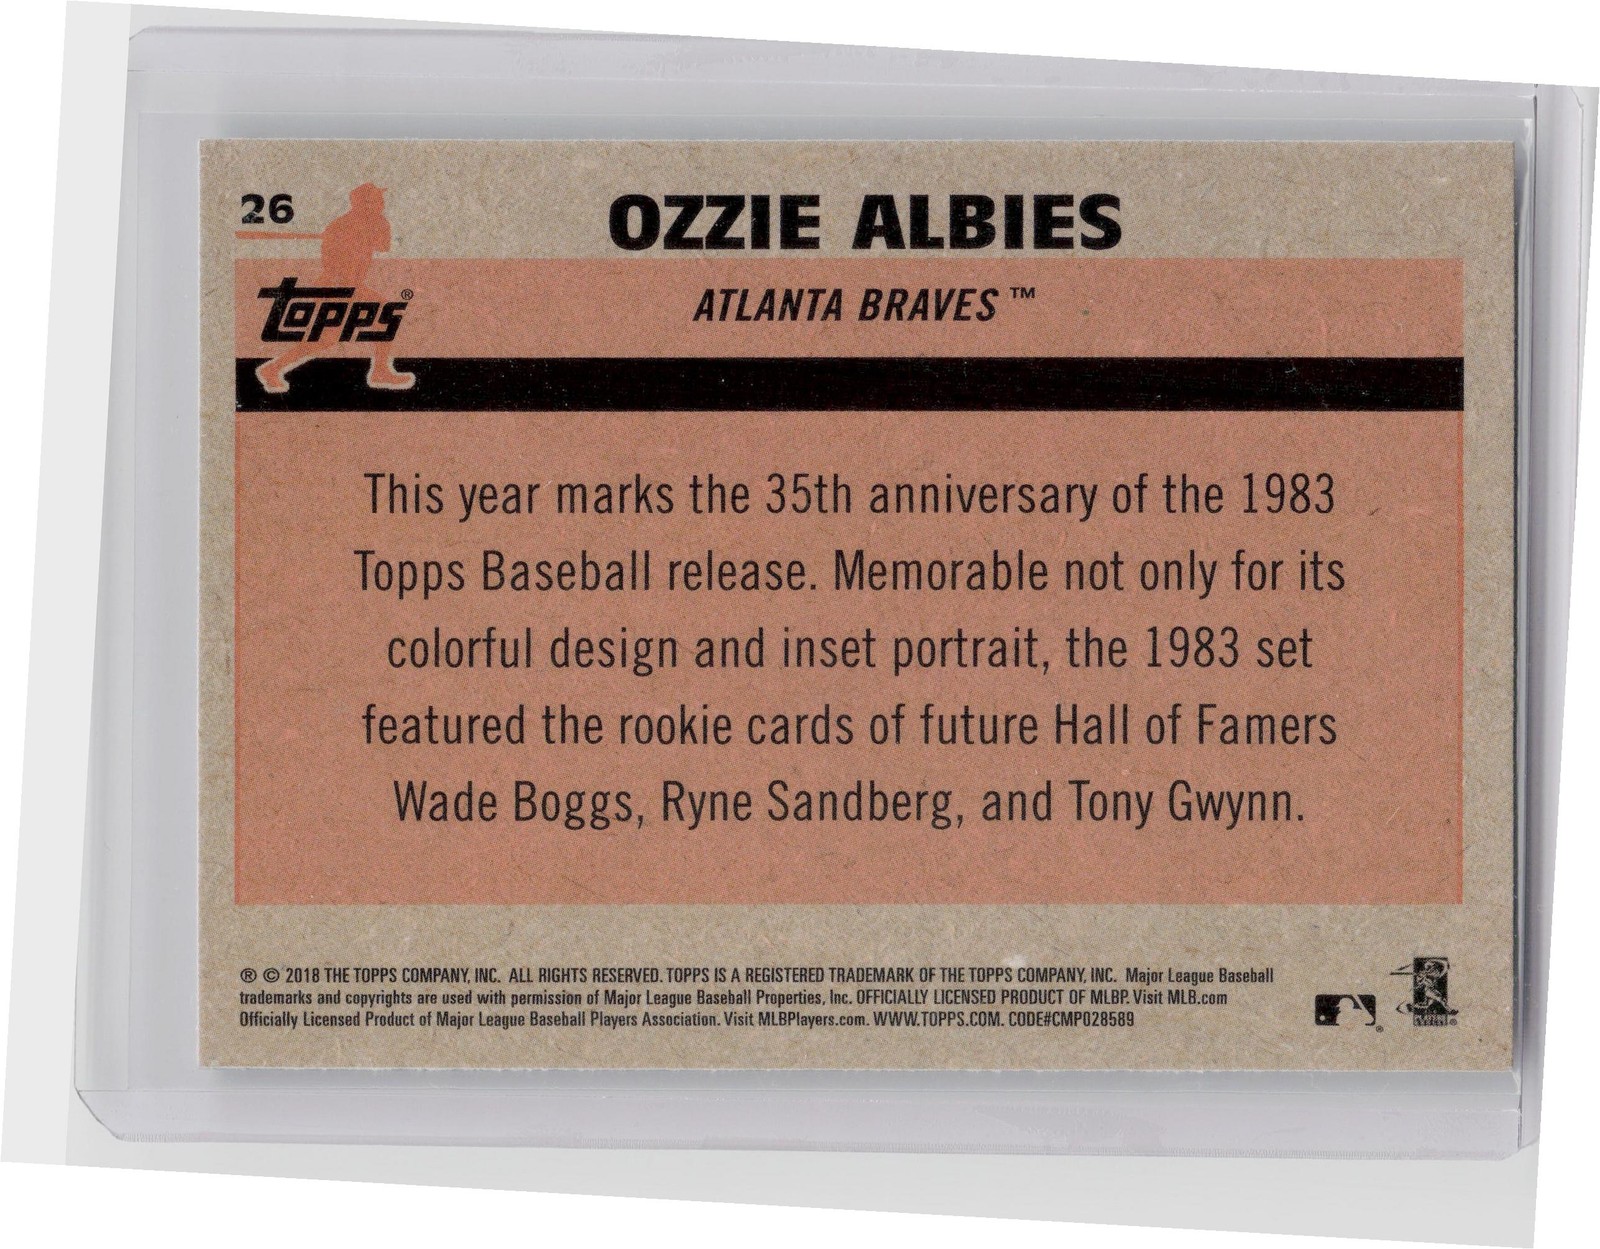 26
OZZIE ALBIES
Topps®
ATLANTA BRAVES™
This year marks the 35th anniversary of the 1983
Topps Baseball release. Memorable not only for its
colorful design and inset portrait, the 1983 set
featured the rookie cards of future Hall of Famers
Wade Boggs, Ryne Sandberg, and Tony Gwynn.
® © 2018 THE TOPPS COMPANY, INC. ALL RIGHTS RESERVED. TOPPS IS A REGISTERED TRADEMARK OF THE TOPPS COMPANY, INC. Major League Baseball
trademarks and copyrights are used with permission of Major League Baseball Properties, Inc. OFFICIALLY LICENSED PRODUCT OF MLBP. Visit MLB.com
Officially Licensed Product of Major League Baseball Players Association. Visit MLBPlayers.com. WWW.TOPPS.COM. CODE#CMP028589